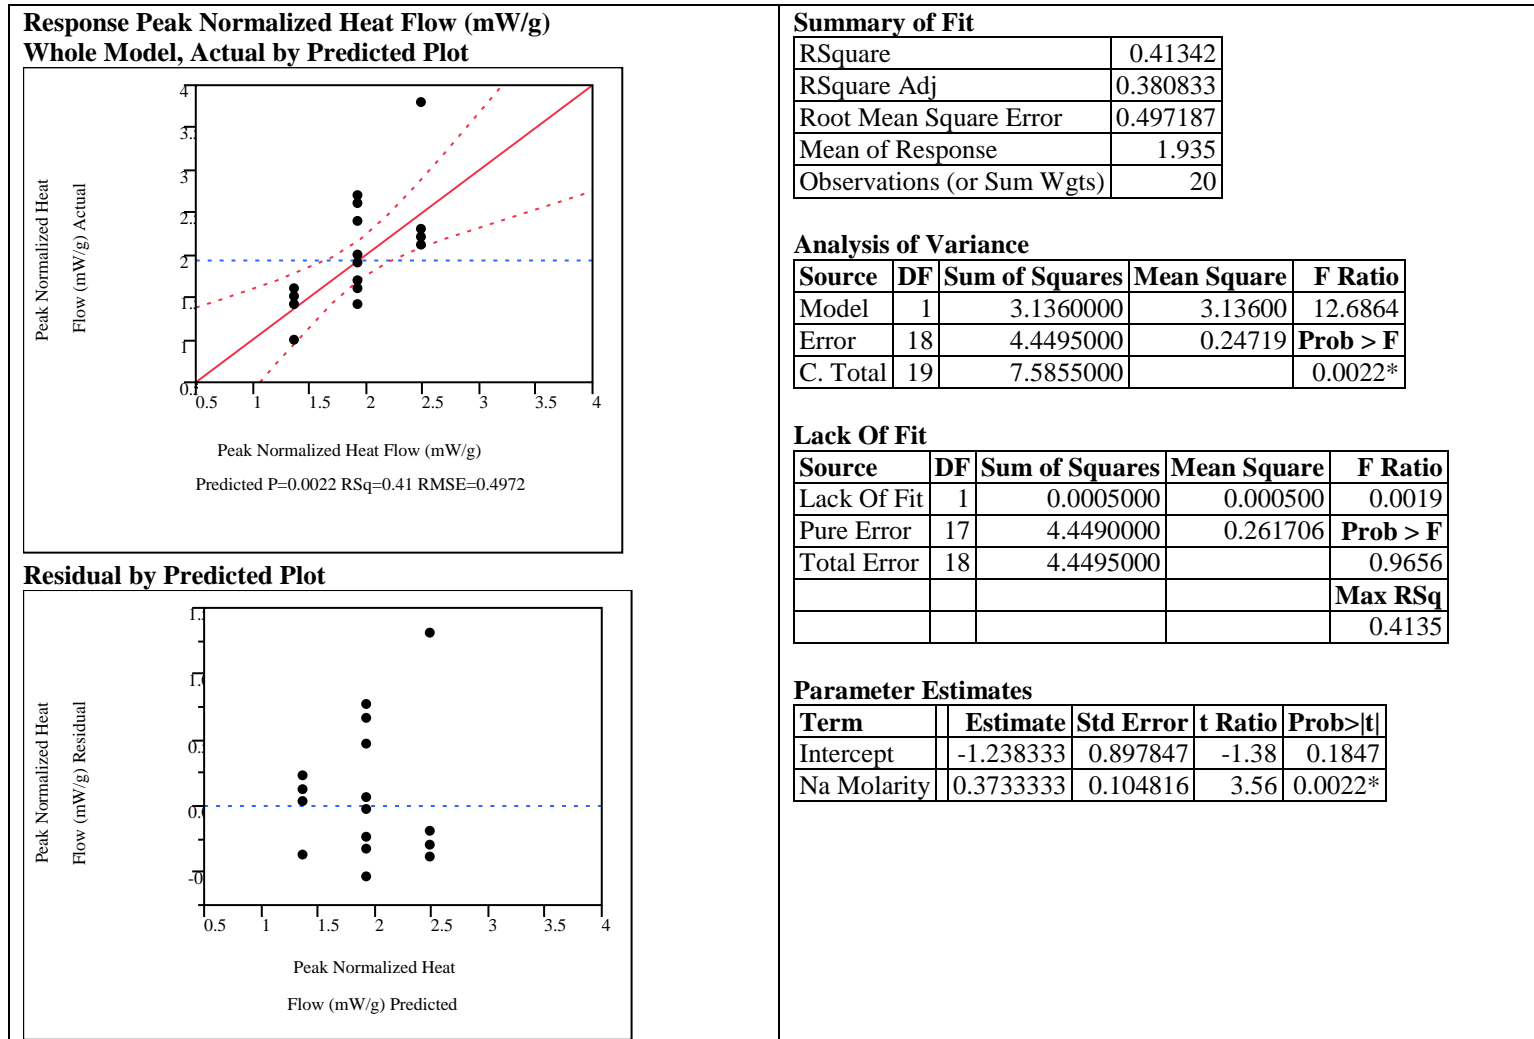 Response Peak Normalized Heat Flow (mW/g)
Whole Model, Actual by Predicted Plot
Peak Normalized Heat
Flow (mW/g) Actual
4
3.
3
2.
2
1.
1
0.
0.5 1 1.5 2 2.5 3 3.5 4
Peak Normalized Heat Flow (mW/g)
Predicted P=0.0022 RSq=0.41 RMSE=0.4972
Residual by Predicted Plot
Peak Normalized Heat
Flow (mW/g) Residual
1.
1.
0.
0.
-0
0.5 1 1.5 2 2.5 3 3.5 4
Peak Normalized Heat
Flow (mW/g) Predicted
Summary of Fit
RSquare 0.41342
RSquare Adj 0.380833
Root Mean Square Error 0.497187
Mean of Response 1.935
Observations (or Sum Wgts) 20
Analysis of Variance
Source DF Sum of Squares Mean Square F Ratio
Model 1 3.1360000 3.13600 12.6864
Error 18 4.4495000 0.24719 Prob > F
C. Total 19 7.5855000 0.0022*
Lack Of Fit
Source DF Sum of Squares Mean Square F Ratio
Lack Of Fit 1 0.0005000 0.000500 0.0019
Pure Error 17 4.4490000 0.261706 Prob > F
Total Error 18 4.4495000 0.9656
Max RSq
0.4135
Parameter Estimates
Term Estimate Std Error t Ratio Prob>|t|
Intercept -1.238333 0.897847 -1.38 0.1847
Na Molarity 0.3733333 0.104816 3.56 0.0022*